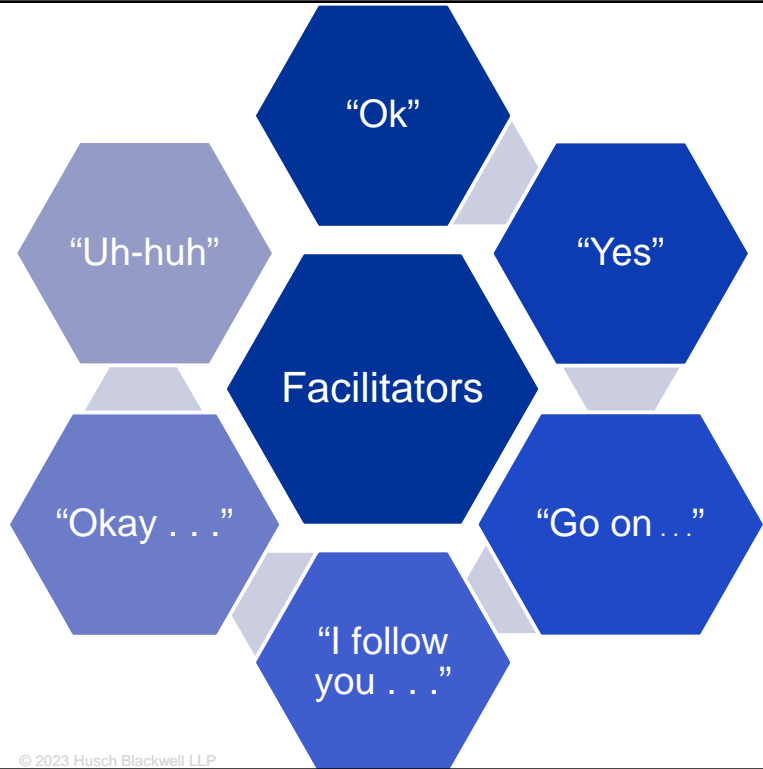 “Ok”
“Uh-huh”
“Yes”
Facilitators
“Okay . . .”
“Go on . . .”
“I follow
you . . .”
© 2023 Husch Blackwell LLP